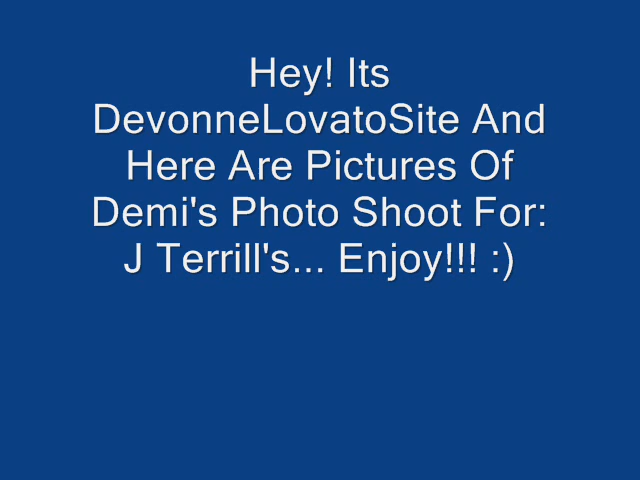 Hey! Its
DevonneLovatoSite And
Here Are Pictures Of
Demi's Photo Shoot For:
J Terrill's... Enjoy!!! :)